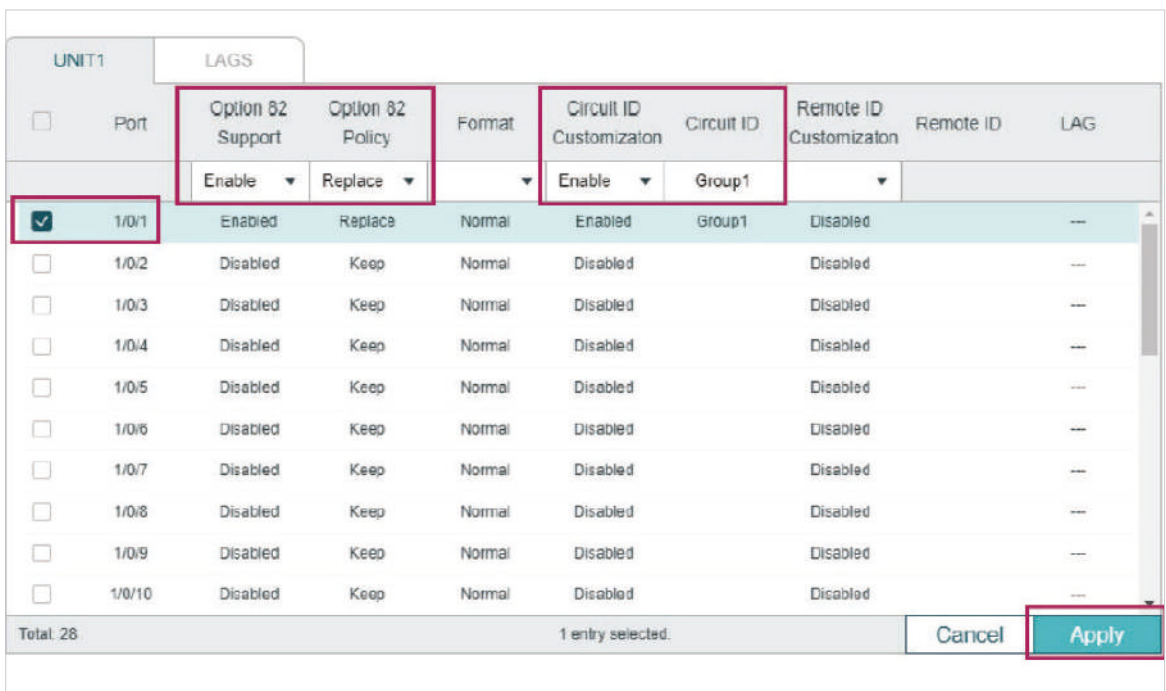 UNIT1 LAGS
Port Option 82 Support Option 82 Policy Format Circuit ID Customizaton Circuit ID Remote ID Customizaton Remote ID LAG
Enable Replace Enable Group1
1/0/1 Enabled Replace Normal Enabled Group1 Disabled ---
1/0/2 Disabled Keep Normal Disabled Disabled ---
1/0/3 Disabled Keep Normal Disabled Disabled ---
1/0/4 Disabled Keep Normal Disabled Disabled ---
1/0/5 Disabled Keep Normal Disabled Disabled ---
1/0/6 Disabled Keep Normal Disabled Disabled ---
1/0/7 Disabled Keep Normal Disabled Disabled ---
1/0/8 Disabled Keep Normal Disabled Disabled ---
1/0/9 Disabled Keep Normal Disabled Disabled ---
1/0/10 Disabled Keep Normal Disabled Disabled ---
Total: 28 1 entry selected. Cancel Apply